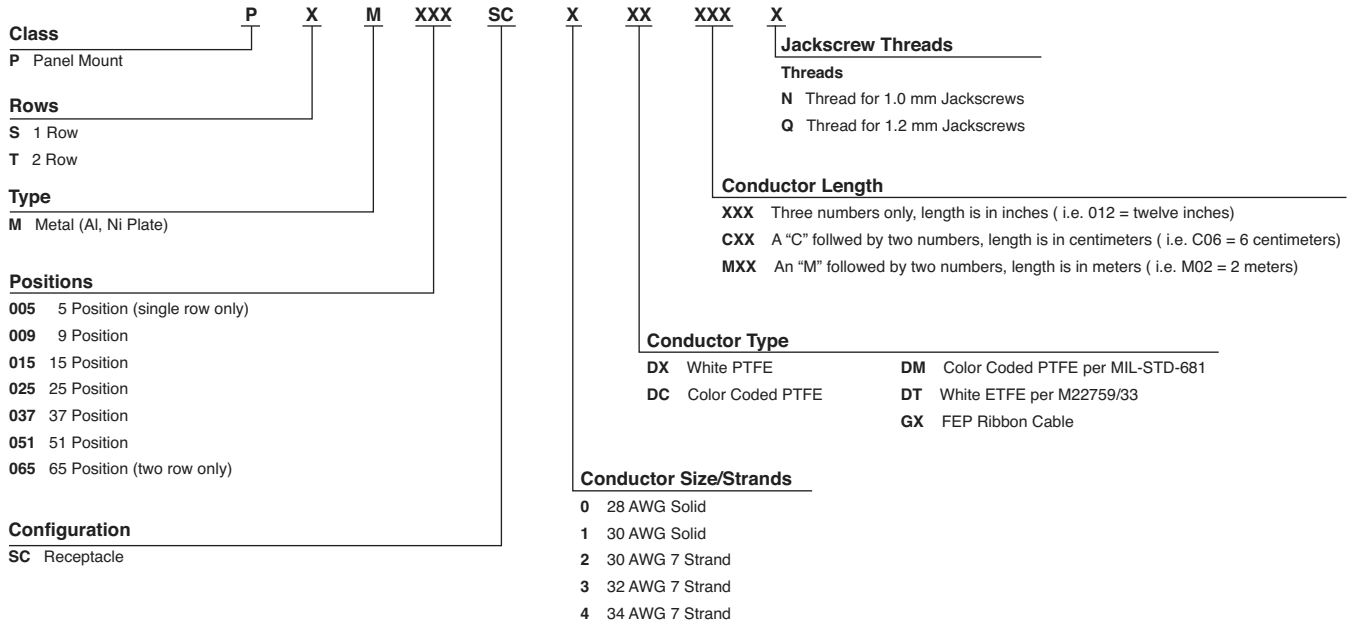 P X M XXX SC X XX XXX X
Class
P Panel Mount
Rows
S 1 Row
T 2 Row
Type
M Metal (Al, Ni Plate)
Positions
005 5 Position (single row only)
009 9 Position
015 15 Position
025 25 Position
037 37 Position
051 51 Position
065 65 Position (two row only)
Configuration
SC Receptacle
Jackscrew Threads
Threads
N Thread for 1.0 mm Jackscrews
Q Thread for 1.2 mm Jackscrews
Conductor Length
XXX Three numbers only, length is in inches ( i.e. 012 = twelve inches)
CXX A “C” follwed by two numbers, length is in centimeters ( i.e. C06 = 6 centimeters)
MXX An “M” followed by two numbers, length is in meters ( i.e. M02 = 2 meters)
Conductor Type
DX White PTFE
DC Color Coded PTFE
DM Color Coded PTFE per MIL-STD-681
DT White ETFE per M22759/33
GX FEP Ribbon Cable
Conductor Size/Strands
0 28 AWG Solid
1 30 AWG Solid
2 30 AWG 7 Strand
3 32 AWG 7 Strand
4 34 AWG 7 Strand